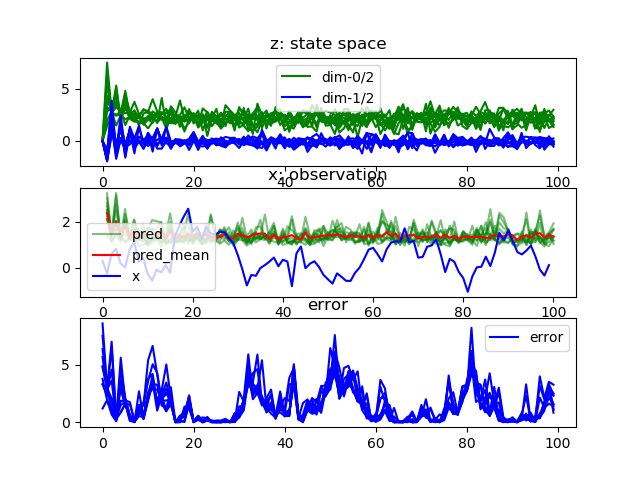 z: state space
5
0
dim-0/2
dim-1/2
0 20 40 60 80 100
x: observation
2
0
pred
pred_mean
x
0 20 40 60 80 100
error
5
0
error
0 20 40 60 80 100